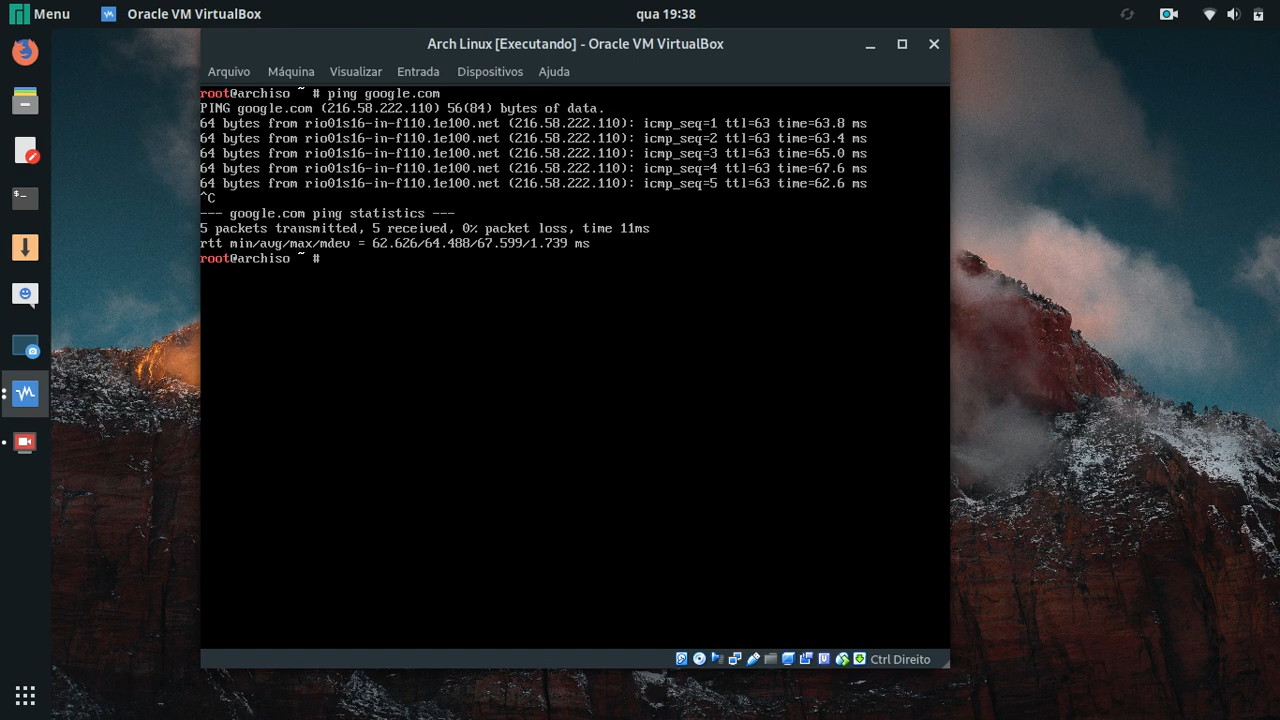 Menu
Oracle VM VirtualBox
qua 19:38
Arch Linux [Executando] - Oracle VM VirtualBox
Arquivo Máquina Visualizar Entrada Dispositivos Ajuda
root@archiso ~ # ping google.com
PING google.com (216.58.222.110) 56(84) bytes of data.
64 bytes from rio01s16-in-f110.1e100.net (216.58.222.110): icmp_seq=1 ttl=63 time=63.8 ms
64 bytes from rio01s16-in-f110.1e100.net (216.58.222.110): icmp_seq=2 ttl=63 time=63.4 ms
64 bytes from rio01s16-in-f110.1e100.net (216.58.222.110): icmp_seq=3 ttl=63 time=65.0 ms
64 bytes from rio01s16-in-f110.1e100.net (216.58.222.110): icmp_seq=4 ttl=63 time=67.6 ms
64 bytes from rio01s16-in-f110.1e100.net (216.58.222.110): icmp_seq=5 ttl=63 time=62.6 ms
^C
--- google.com ping statistics ---
5 packets transmitted, 5 received, 0% packet loss, time 11ms
rtt min/avg/max/mdev = 62.626/64.488/67.599/1.739 ms
root@archiso ~ #
Ctrl Direito